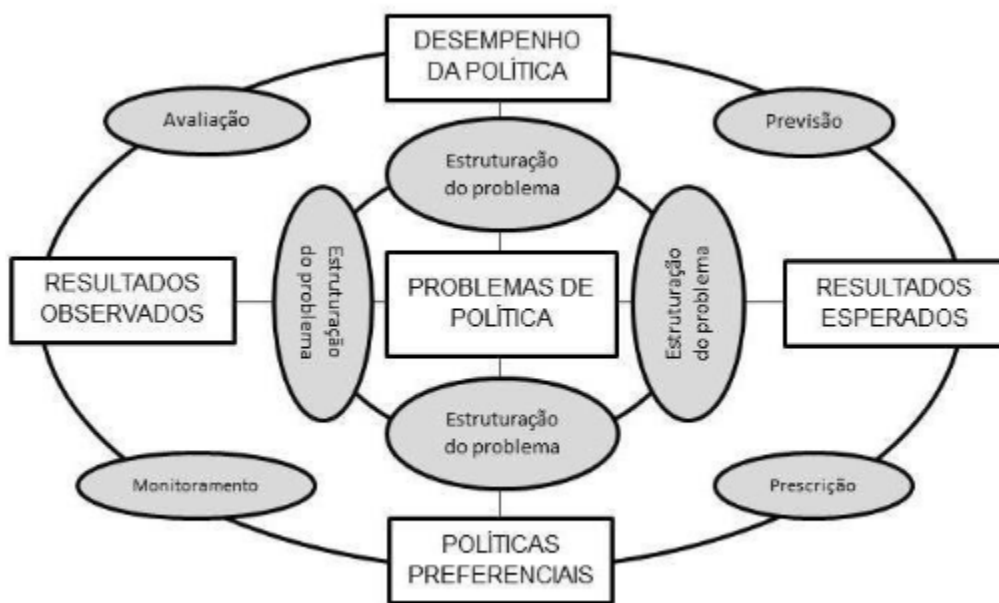 DESEMPENHO
DA POLÍTICA
Avaliação
Previsão
Estruturação
do problema
Estruturação
do problema
Estruturação
do problema
RESULTADOS
OBSERVADOS
PROBLEMAS DE
POLÍTICA
RESULTADOS
ESPERADOS
Estruturação
do problema
Monitoramento
Prescrição
POLÍTICAS
PREFERENCIAIS